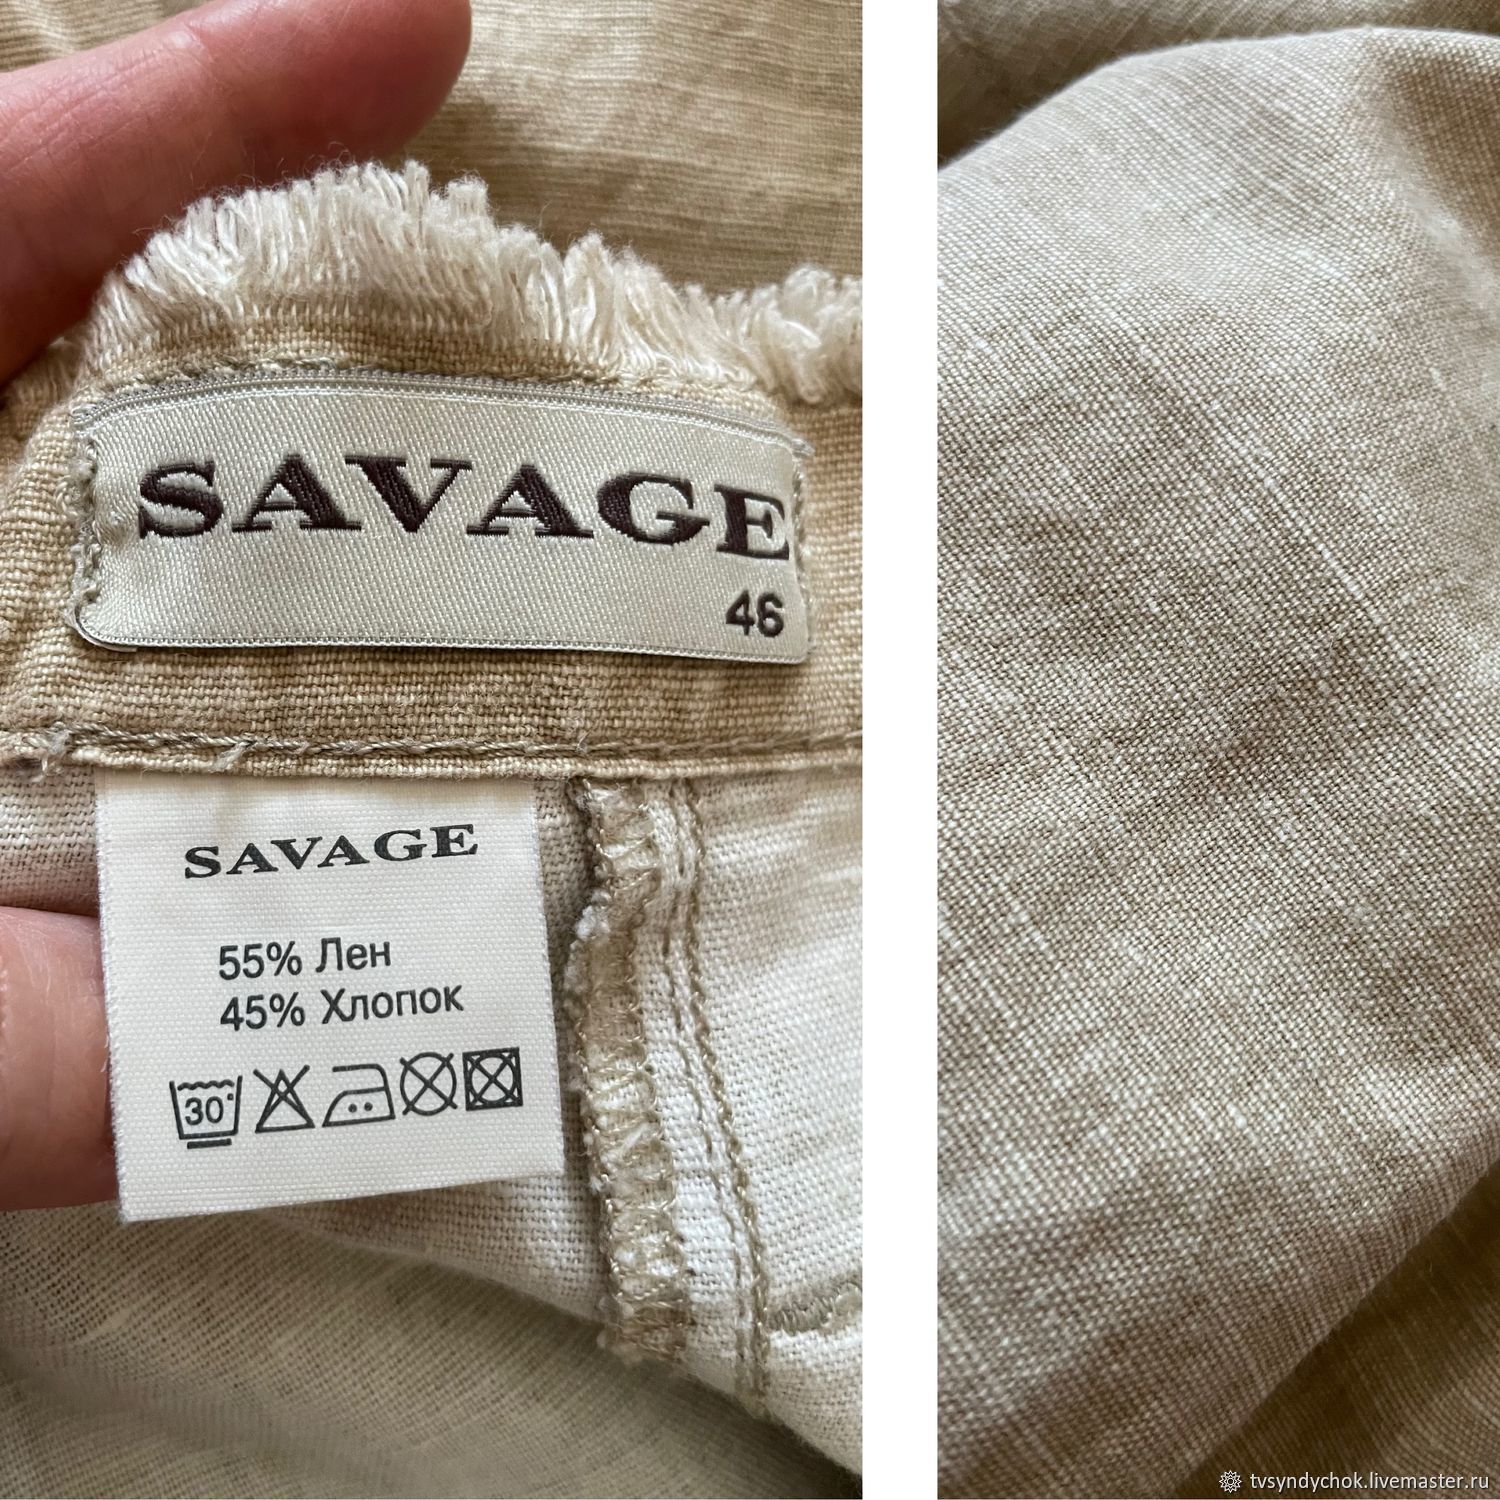 SAVAGE
46
SAVAGE
55% Лен
45% Хлопок
30°
tvsyndychok.livemaster.ru